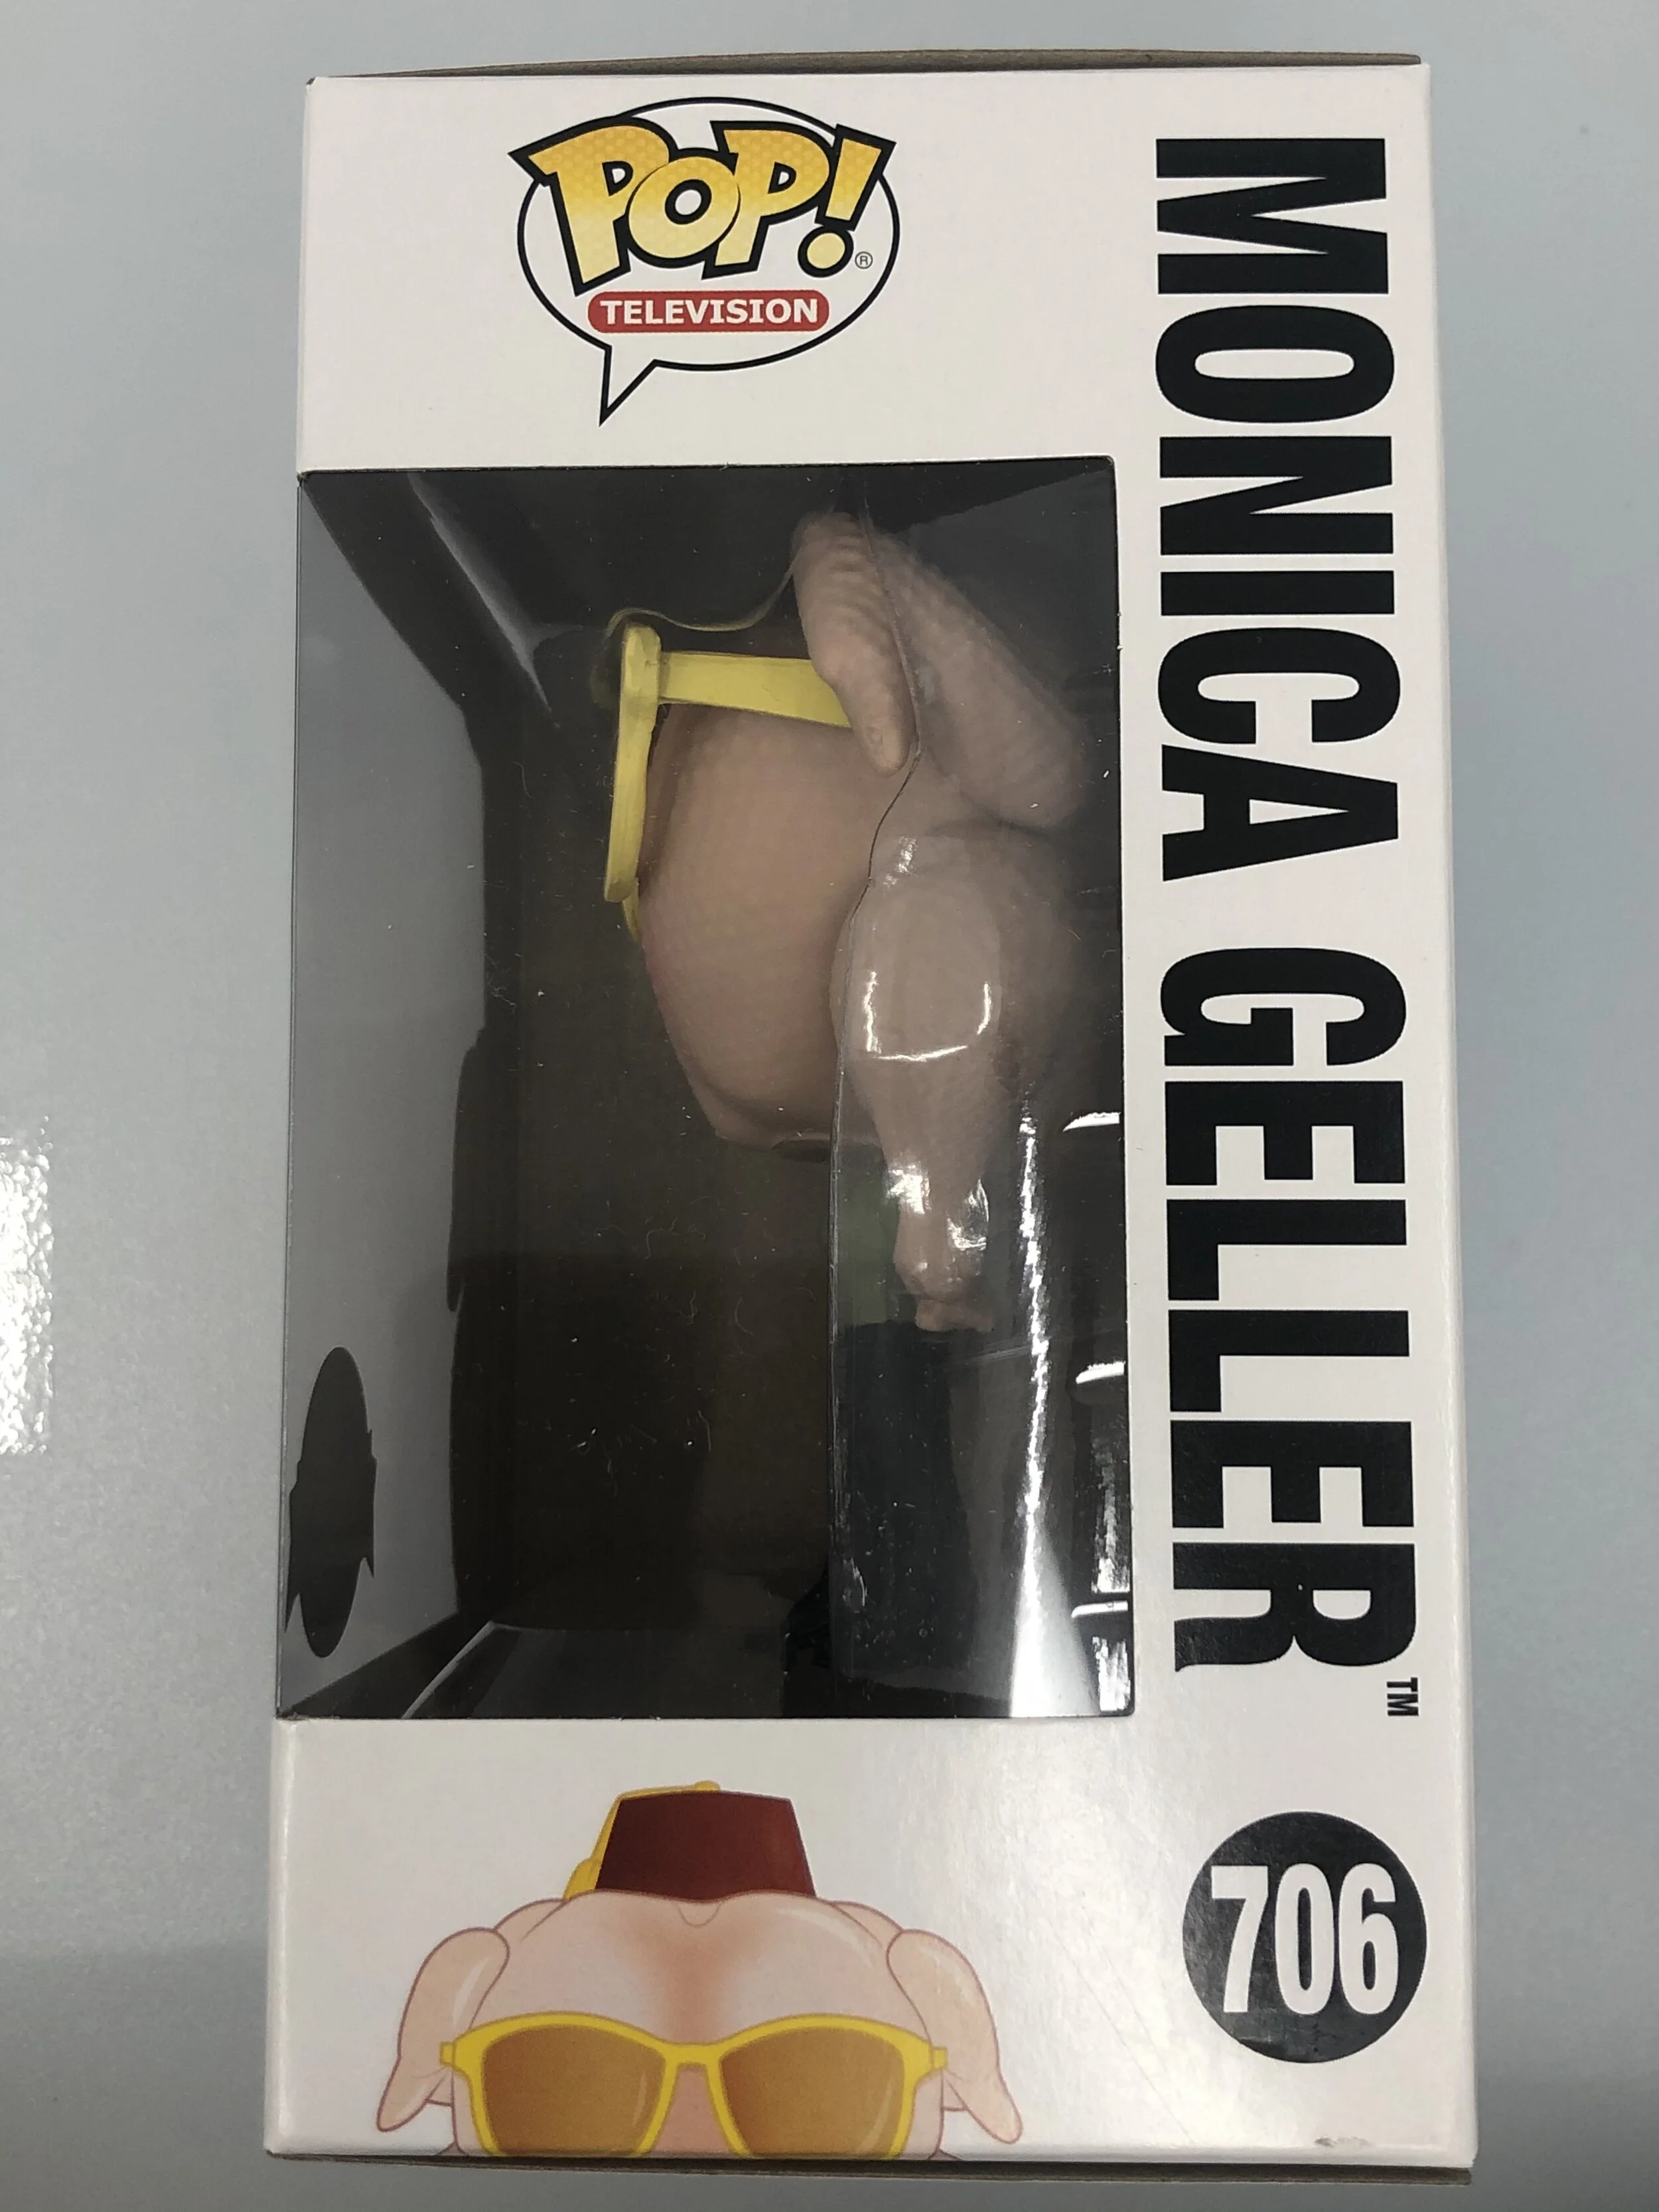 POP!®
TELEVISION
MONICA GELLER™
706